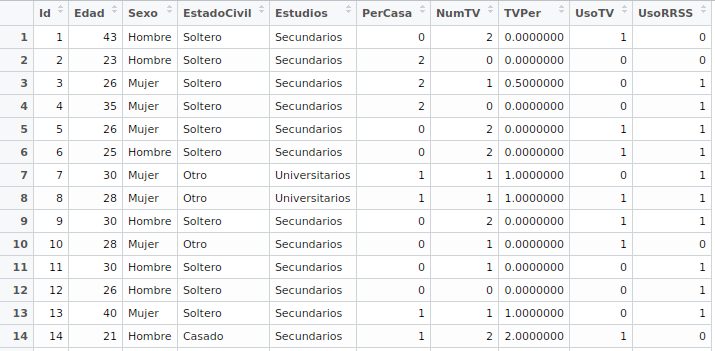 Id Edad Sexo EstadoCivil Estudios PerCasa NumTV TVPer UsoTV UsoRRSS
1 1 43 Hombre Soltero Secundarios 0 2 0.0000000 1 0
2 2 23 Hombre Soltero Secundarios 2 0 0.0000000 0 0
3 3 26 Mujer Soltero Secundarios 2 1 0.5000000 0 1
4 4 35 Mujer Soltero Secundarios 2 0 0.0000000 0 1
5 5 26 Mujer Soltero Secundarios 0 2 0.0000000 1 1
6 6 25 Hombre Soltero Secundarios 0 2 0.0000000 1 1
7 7 30 Mujer Otro Universitarios 1 1 1.0000000 0 1
8 8 28 Mujer Otro Universitarios 1 1 1.0000000 1 1
9 9 30 Hombre Soltero Secundarios 0 2 0.0000000 1 1
10 10 28 Mujer Otro Secundarios 0 1 0.0000000 1 0
11 11 30 Hombre Soltero Secundarios 0 1 0.0000000 0 1
12 12 26 Hombre Soltero Secundarios 0 0 0.0000000 0 1
13 13 40 Mujer Soltero Secundarios 1 1 1.0000000 0 1
14 14 21 Hombre Casado Secundarios 1 2 2.0000000 1 0